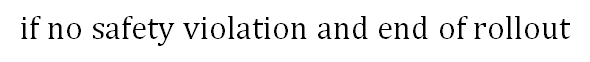 if no safety violation and end of rollout